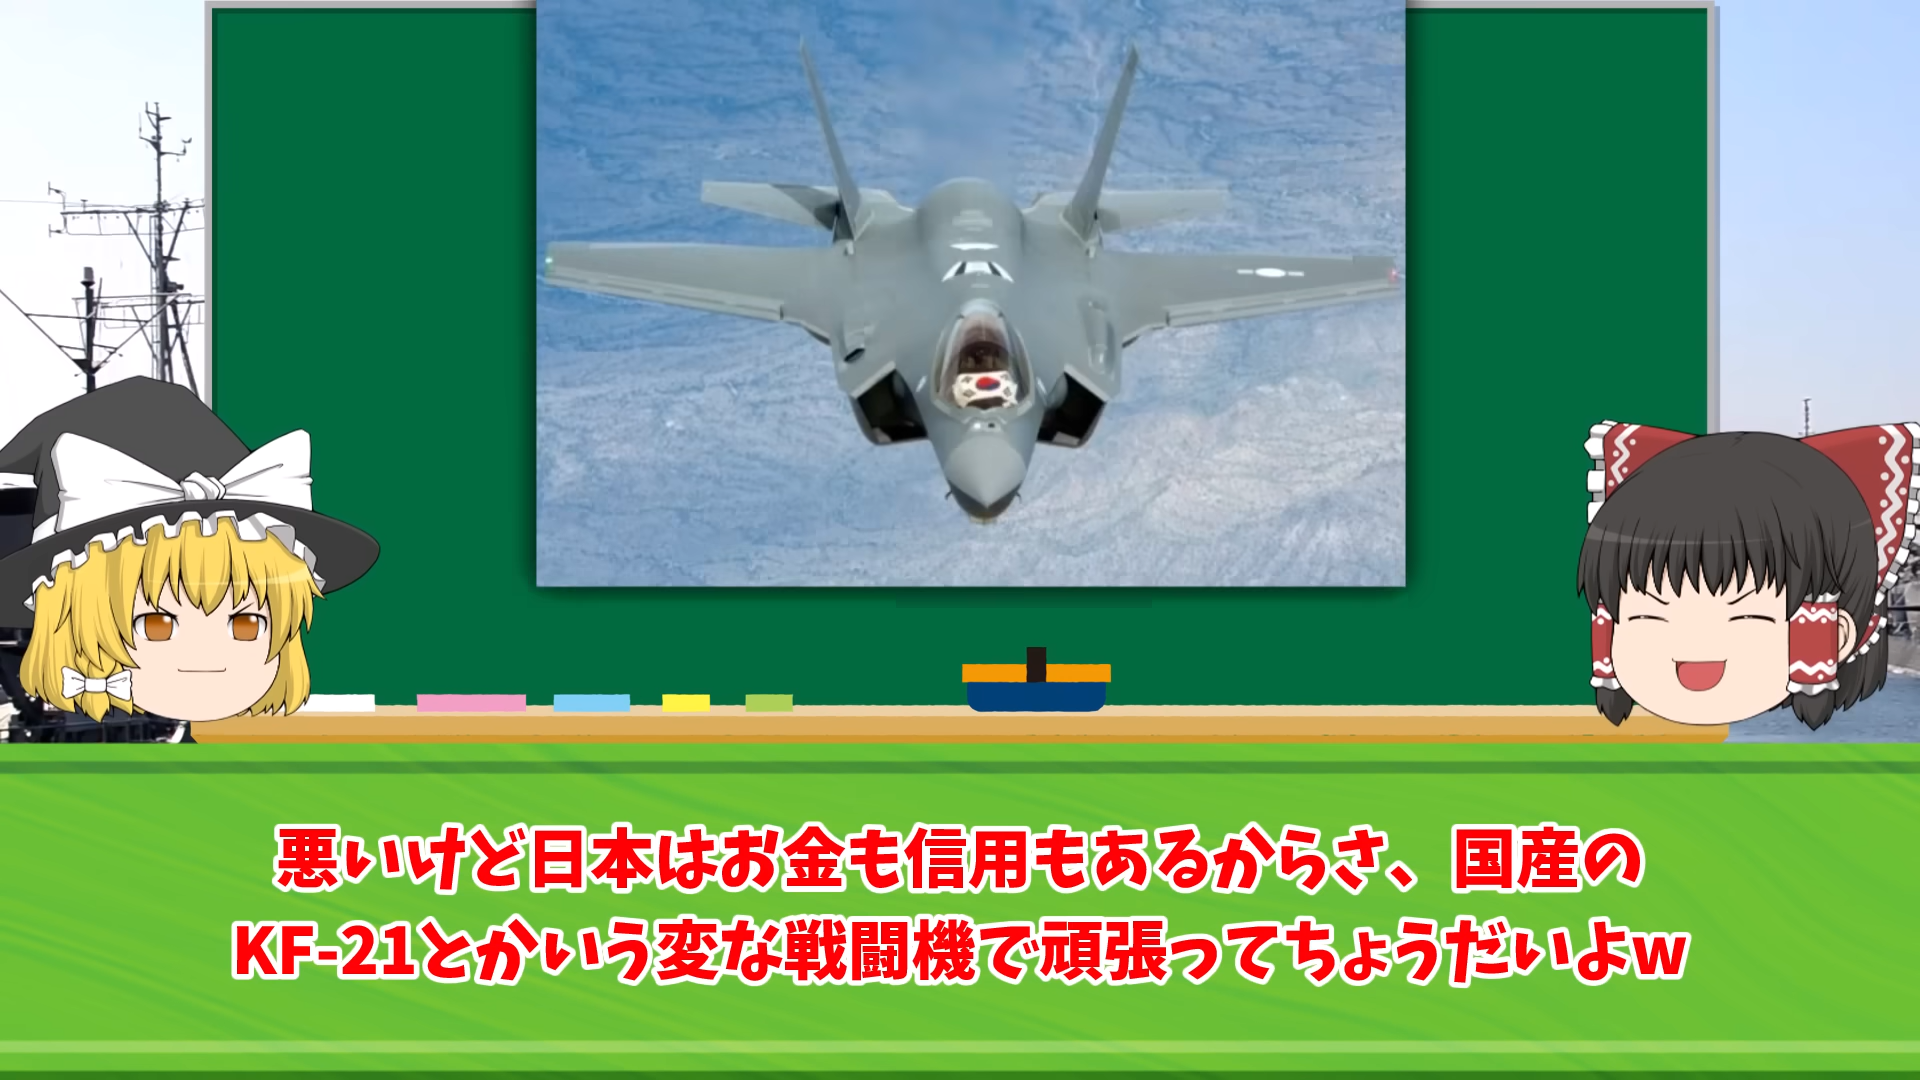 悪いけど日本はお金も信用もあるからさ、国産の
KF-21とかいう変な戦闘機で頑張ってちょうだいよw